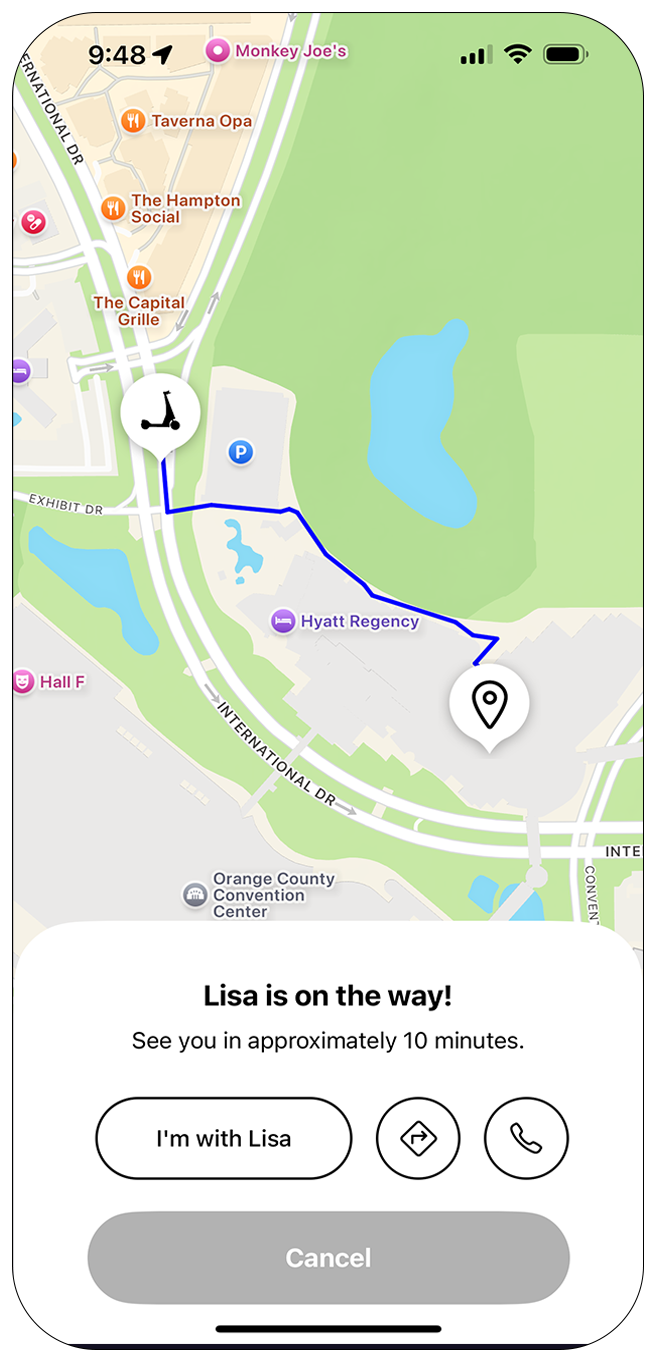 9:48
Monkey Joe's
ERNATIONAL DR
Taverna Opa
The Hampton
Social
The Capital
Grille
P
EXHIBIT DR
Hyatt Regency
Hall F
INTERNATIONAL DR
INTE
CONVEN
Orange County
Convention
Center
Lisa is on the way!
See you in approximately 10 minutes.
I'm with Lisa
Cancel